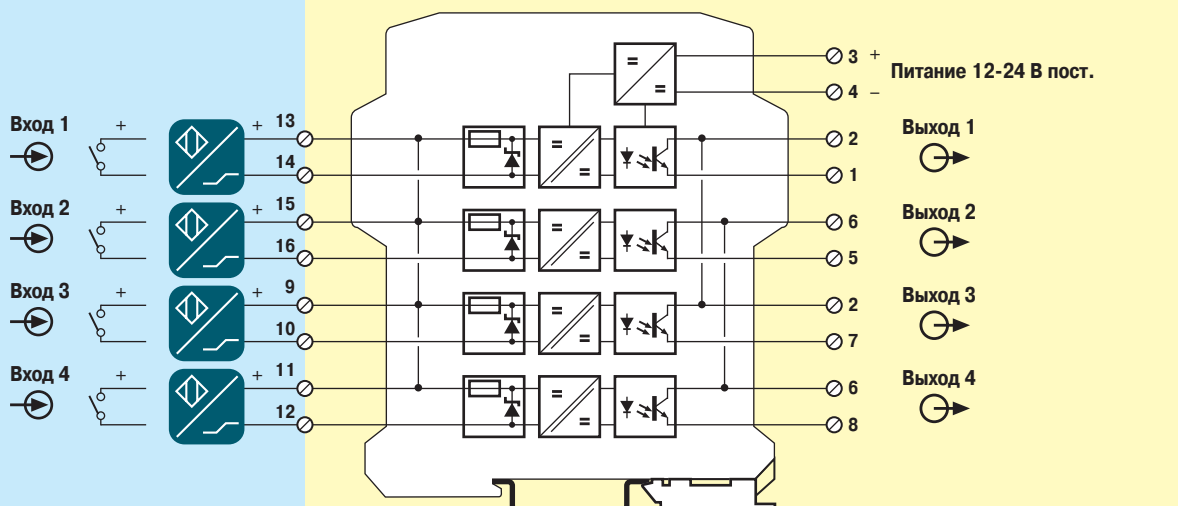 3 +
Питание 12-24 В пост.
4 –
Вход 1
+
+ 13
14
2
1
Выход 1
Вход 2
+
+ 15
16
6
5
Выход 2
Вход 3
+
+ 9
10
2
7
Выход 3
Вход 4
+
+ 11
12
6
8
Выход 4